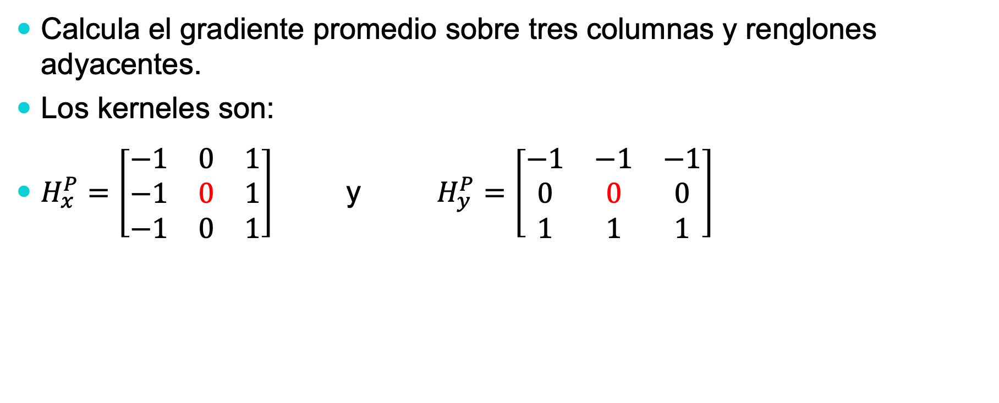 • Calcula el gradiente promedio sobre tres columnas y renglones
adyacentes.
• Los kerneles son:
• $H_x^P = \begin{bmatrix} -1 & 0 & 1 \\ -1 & 0 & 1 \\ -1 & 0 & 1 \end{bmatrix}$ y $H_y^P = \begin{bmatrix} -1 & -1 & -1 \\ 0 & 0 & 0 \\ 1 & 1 & 1 \end{bmatrix}$